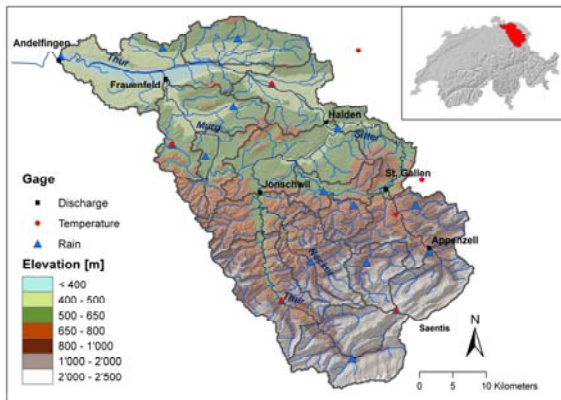 Andelfingen
Thur
Frauenfeld
Halden
Murg
Sitter
Gage
Discharge
Temperature
Rain
Jonschwil
St. Gallen
Appenzell
Necker
Thur
Saentis
Elevation [m]
< 400
400 - 500
500 - 650
650 - 800
800 - 1'000
1'000 - 2'000
2'000 - 2'500
N
0 5 10 Kilometers